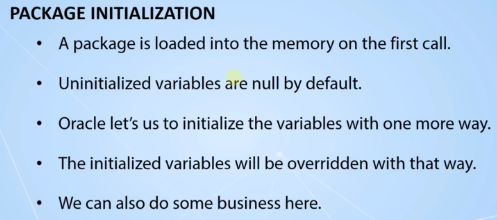 PACKAGE INITIALIZATION
• A package is loaded into the memory on the first call.
• Uninitialized variables are null by default.
• Oracle let's us to initialize the variables with one more way.
• The initialized variables will be overridden with that way.
• We can also do some business here.